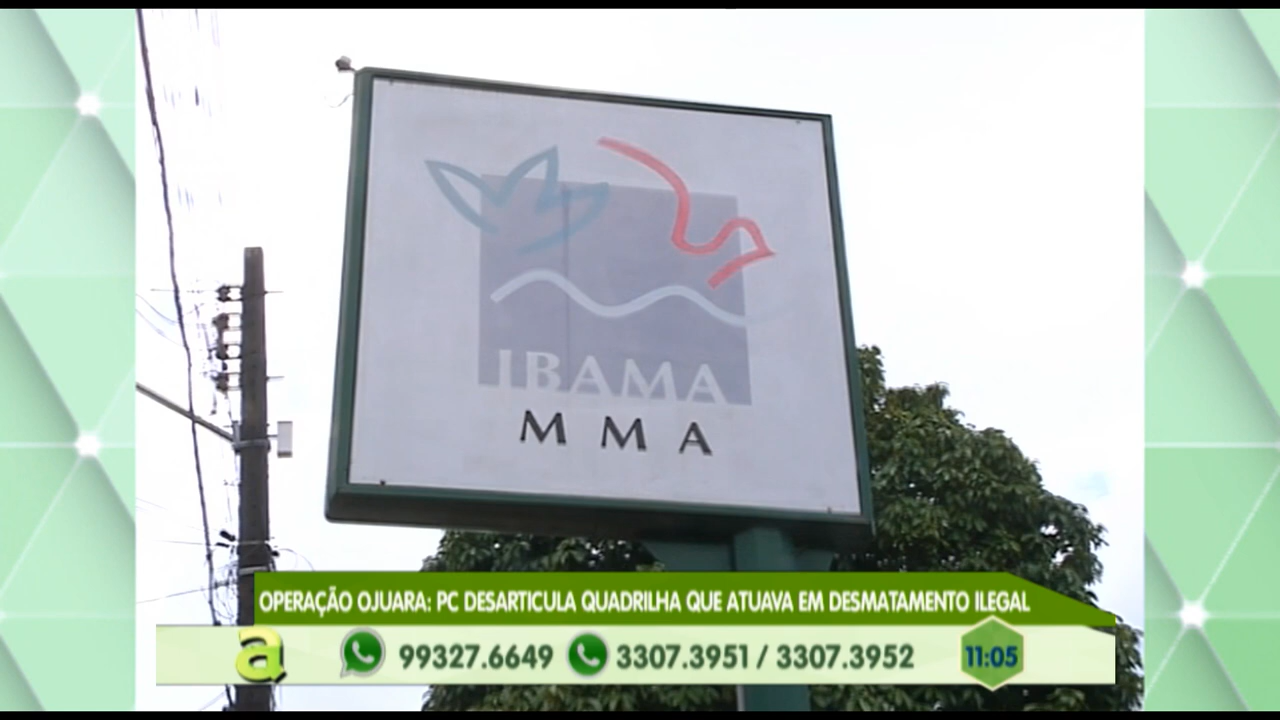 IBAMA
MMA
OPERAÇÃO OJUARA: PC DESARTICULA QUADRILHA QUE ATUAVA EM DESMATAMENTO ILEGAL
a 99327.6649 3307.3951 / 3307.3952 11:05